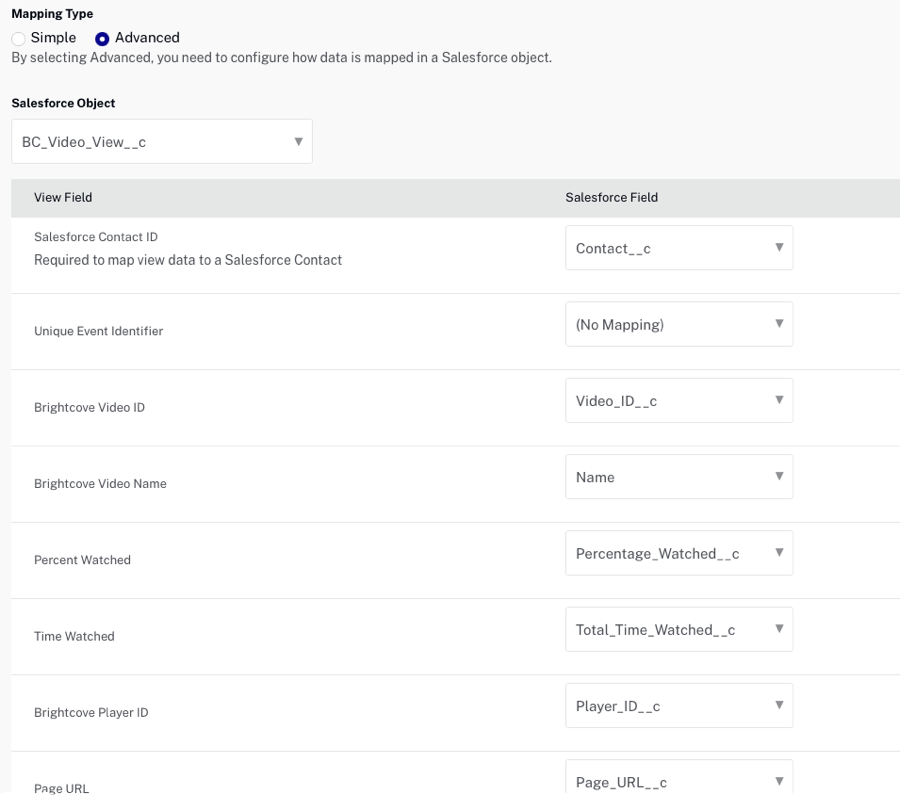 Mapping Type
Simple Advanced
By selecting Advanced, you need to configure how data is mapped in a Salesforce object.
Salesforce Object
BC_Video_View__c
View Field Salesforce Field
Salesforce Contact ID
Required to map view data to a Salesforce Contact
Contact__c
Unique Event Identifier (No Mapping)
Brightcove Video ID Video_ID__c
Brightcove Video Name Name
Percent Watched Percentage_Watched__c
Time Watched Total_Time_Watched__c
Brightcove Player ID Player_ID__c
Page URL Page_URL__c